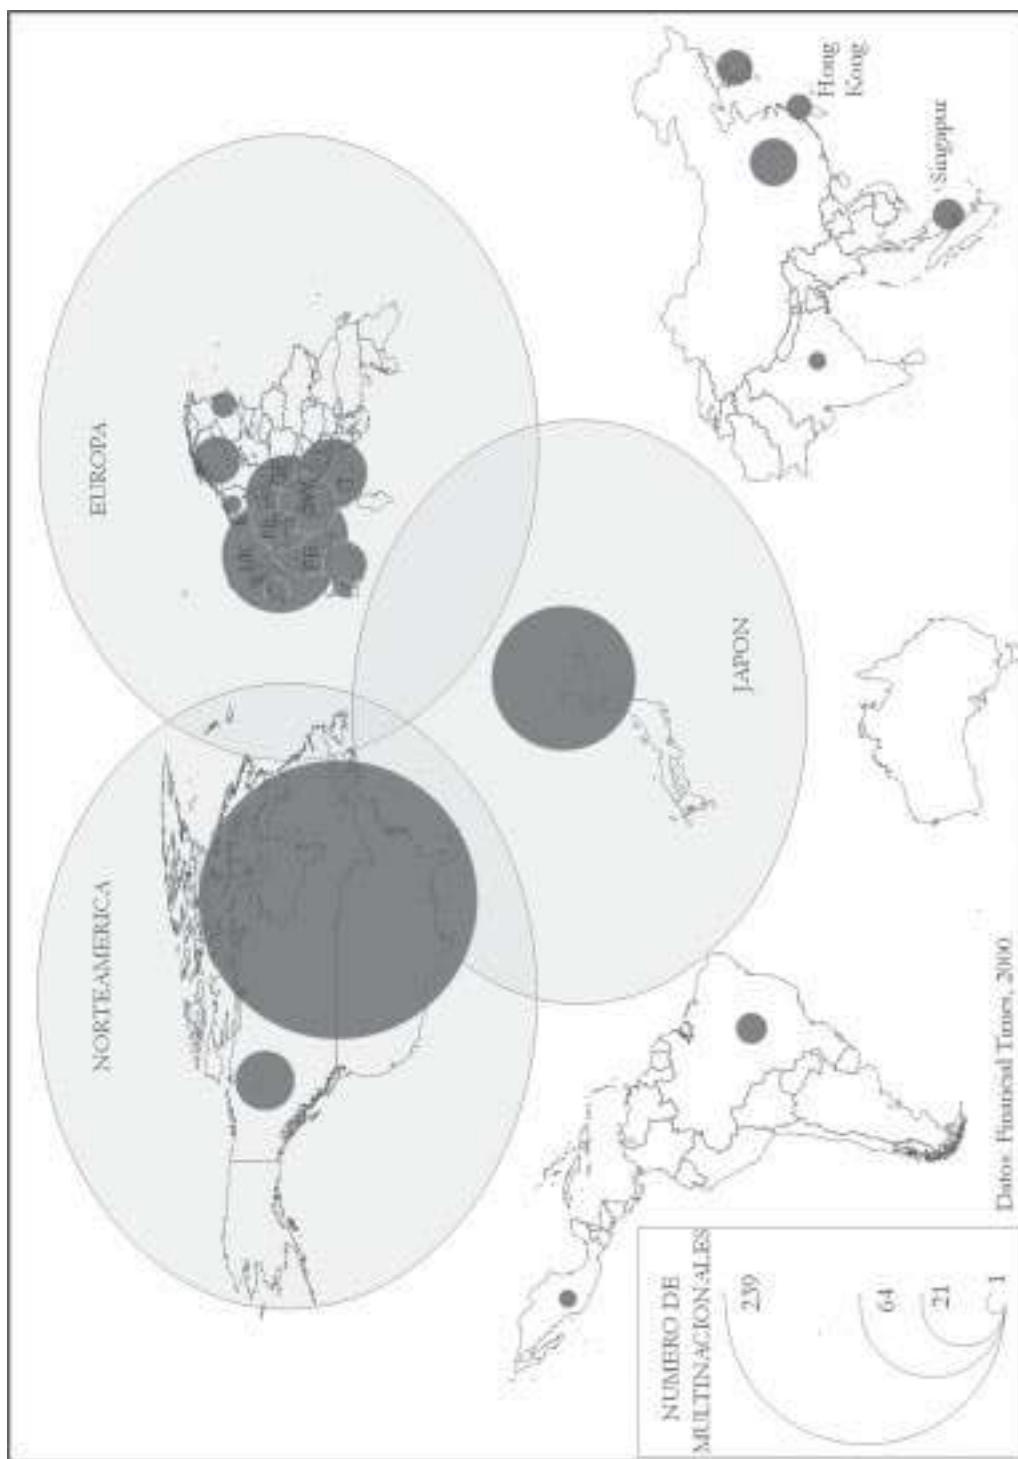 NORTEAMERICA
EUROPA
JAPON
Hong
Kong
Singapur
NUMERO DE
MULTINACIONALES
239
64
21
1
Datos: Financial Times, 2000